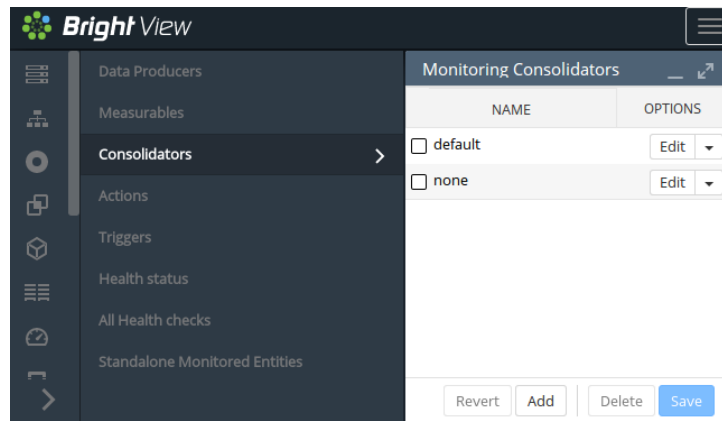 Bright View
Data Producers
Measurables
Consolidators
Actions
Triggers
Health status
All Health checks
Standalone Monitored Entities
Monitoring Consolidators
NAME OPTIONS
default Edit
none Edit
Revert Add Delete Save